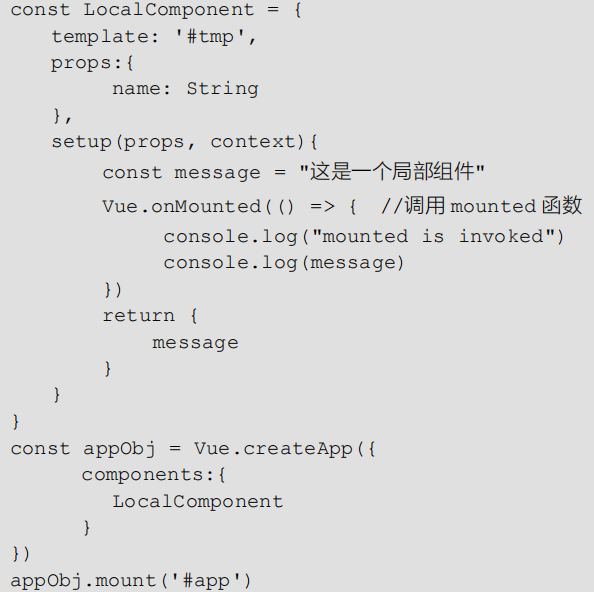 const LocalComponent = {
    template: '#tmp',
    props:{
         name: String
    },
    setup(props, context){
        const message = "这是一个局部组件"
        Vue.onMounted(() => {  //调用 mounted 函数
             console.log("mounted is invoked")
             console.log(message)
        })
        return {
            message
        }
    }
}
const appObj = Vue.createApp({
      components:{
         LocalComponent
      }
})
appObj.mount('#app')